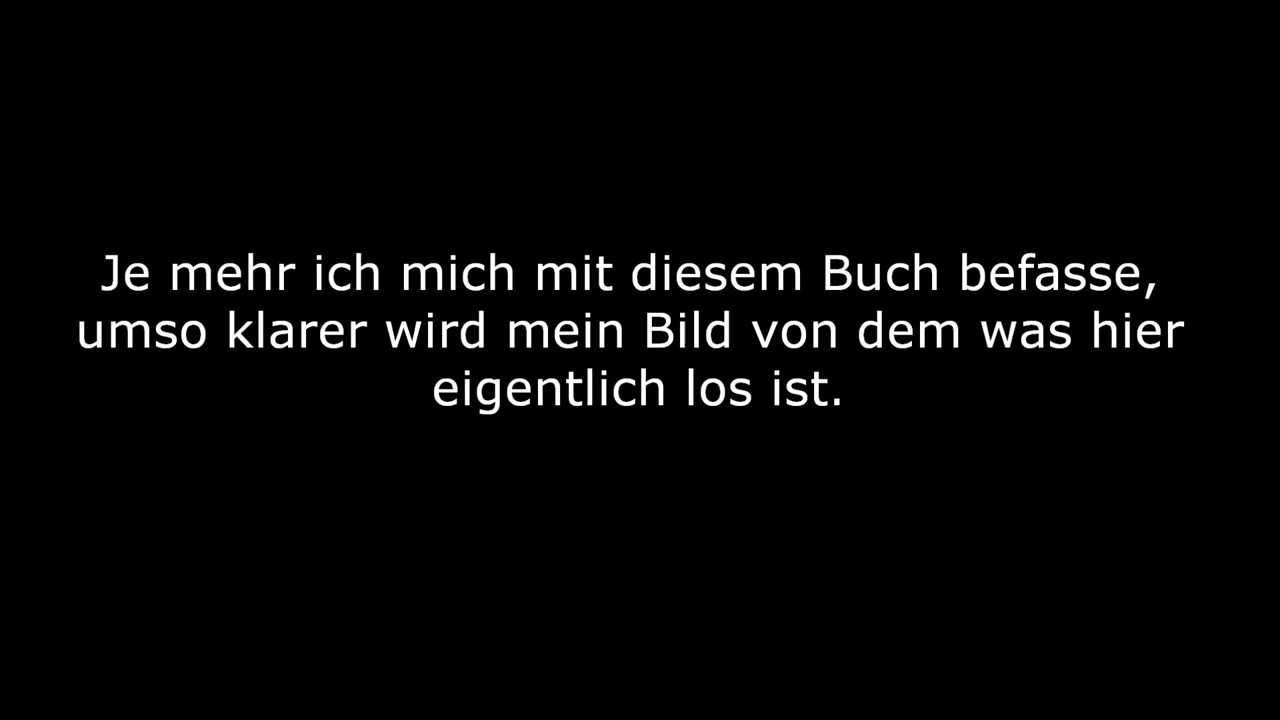 Je mehr ich mich mit diesem Buch befasse,
umso klarer wird mein Bild von dem was hier
eigentlich los ist.